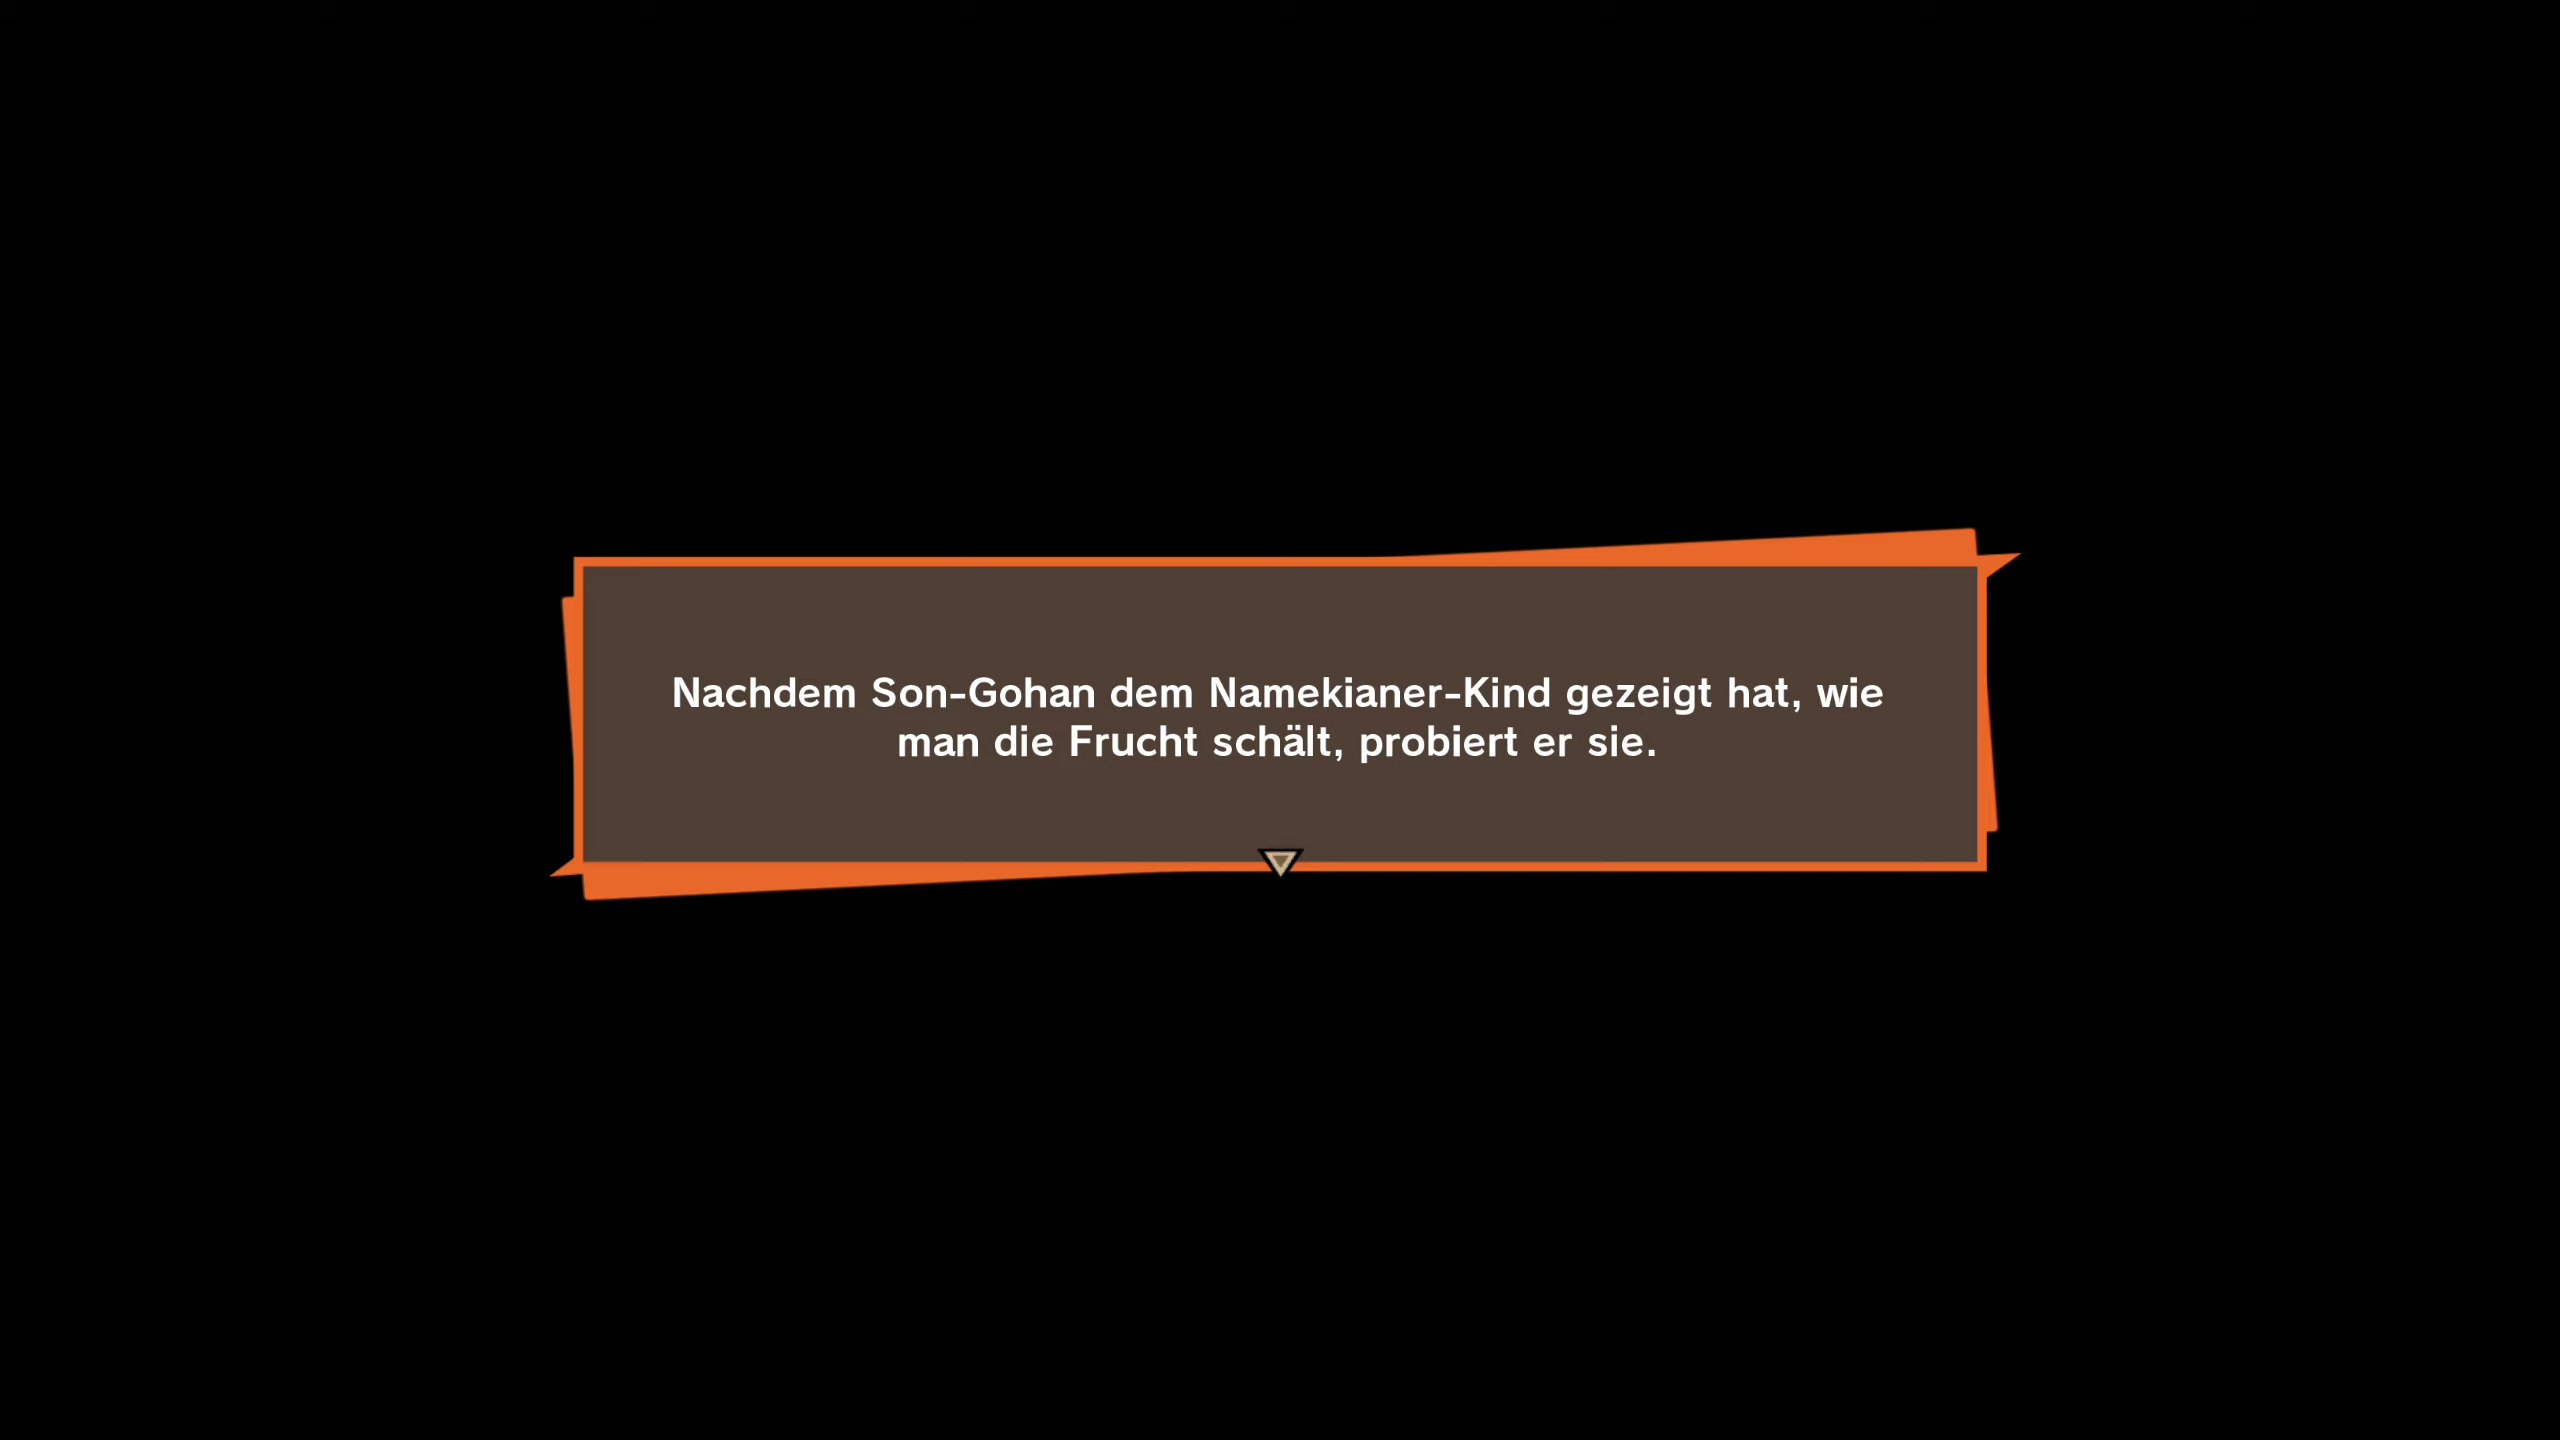 Nachdem Son-Gohan dem Namekianer-Kind gezeigt hat, wie
man die Frucht schält, probiert er sie.